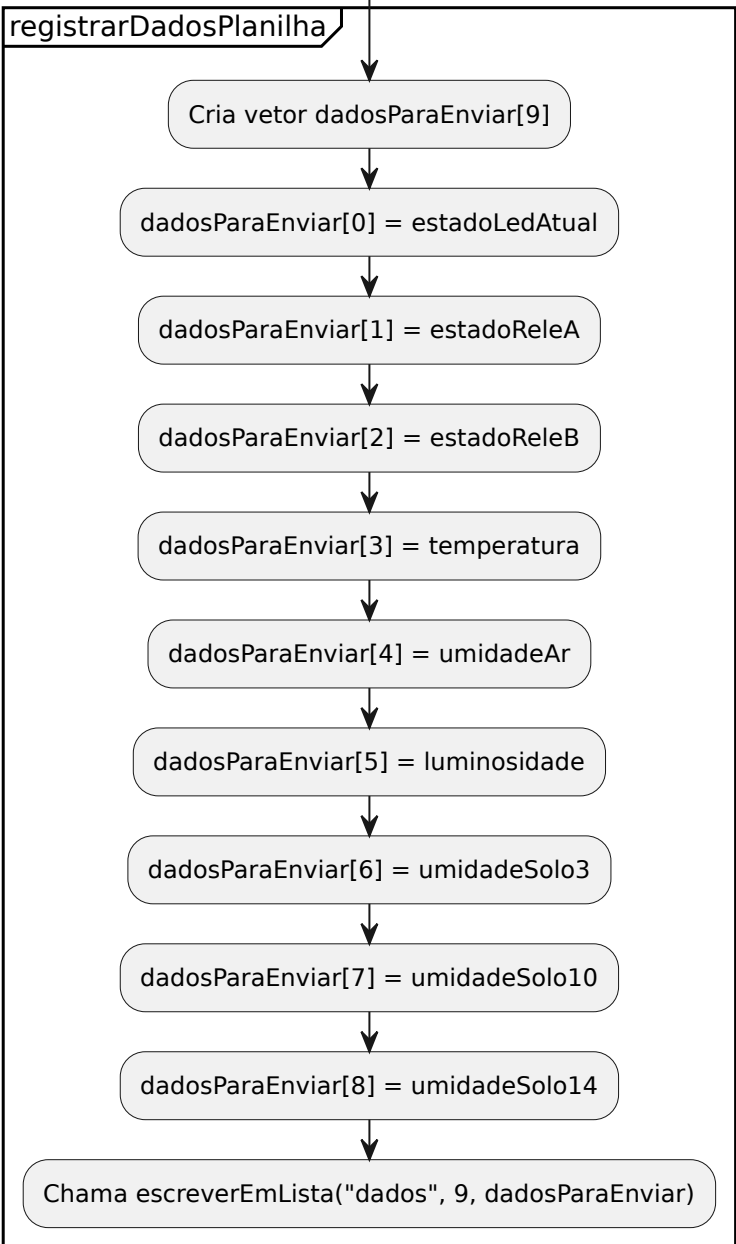 registrarDadosPlanilha
Cria vetor dadosParaEnviar[9]
dadosParaEnviar[0] = estadoLedAtual
dadosParaEnviar[1] = estadoReleA
dadosParaEnviar[2] = estadoReleB
dadosParaEnviar[3] = temperatura
dadosParaEnviar[4] = umidadeAr
dadosParaEnviar[5] = luminosidade
dadosParaEnviar[6] = umidadeSolo3
dadosParaEnviar[7] = umidadeSolo10
dadosParaEnviar[8] = umidadeSolo14
Chama escreverEmLista("dados", 9, dadosParaEnviar)